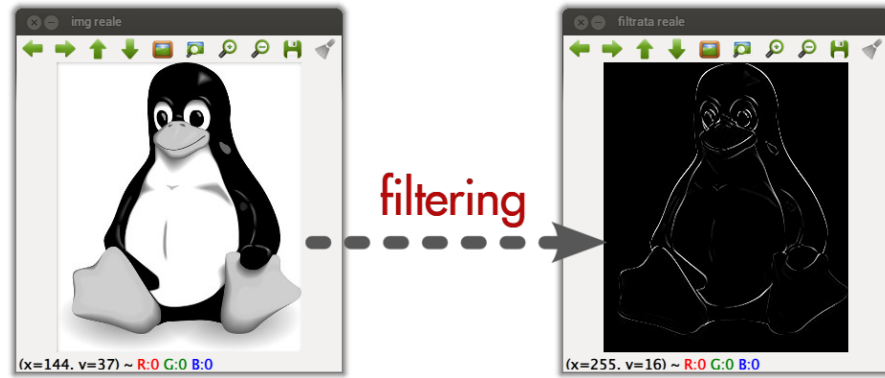 img reale
filtrata reale
filtering
(x=144, y=37) ~ R:0 G:0 B:0
(x=255, y=16) ~ R:0 G:0 B:0